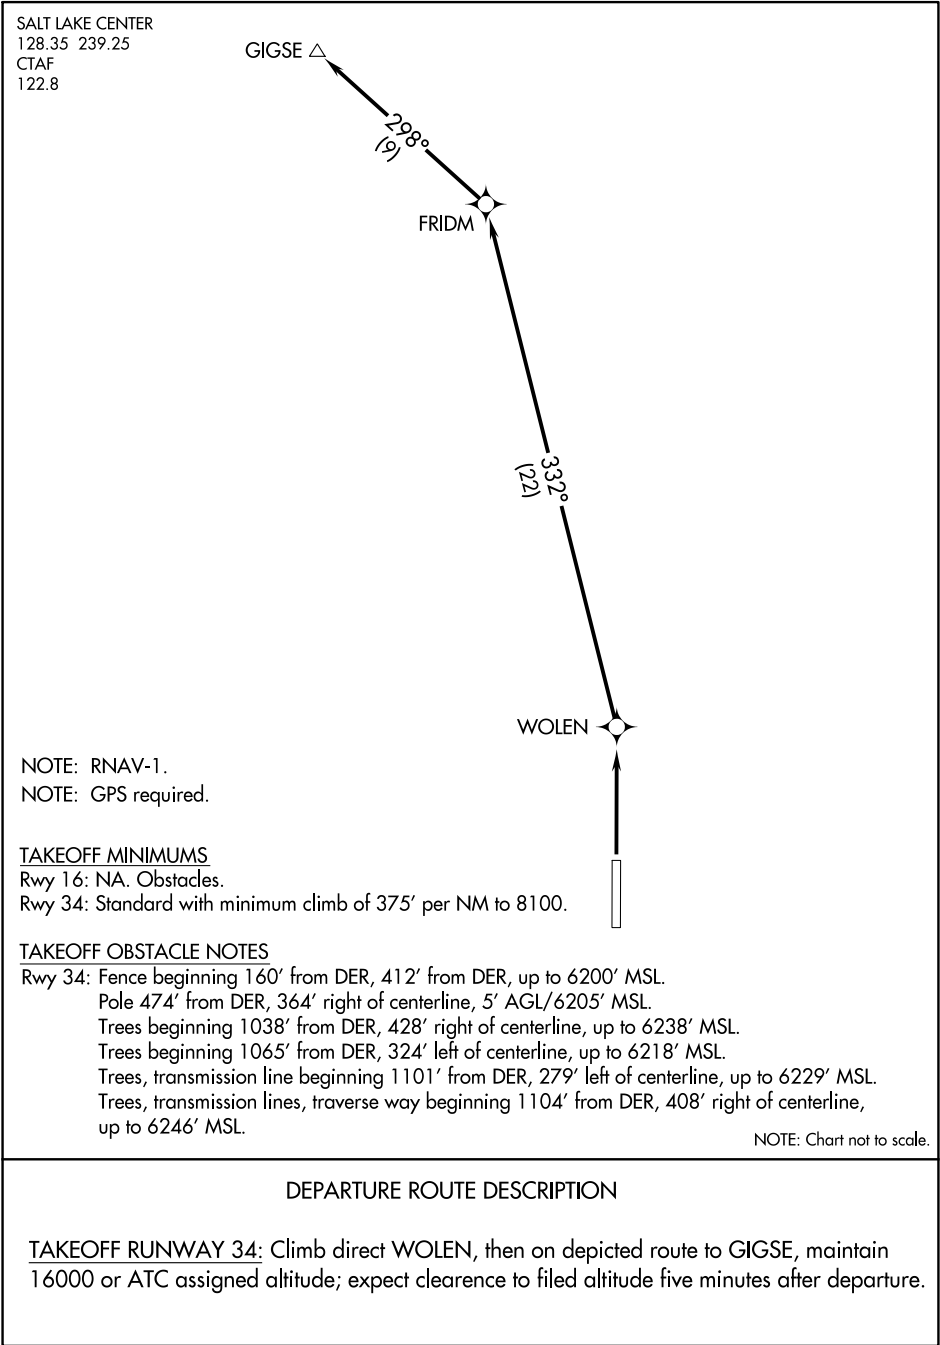 SALT LAKE CENTER
128.35 239.25
CTAF
122.8
GIGSE
298°
(9)
FRIDM
332°
(22)
WOLEN
NOTE: RNAV-1.
NOTE: GPS required.
TAKEOFF MINIMUMS
Rwy 16: NA. Obstacles.
Rwy 34: Standard with minimum climb of 375' per NM to 8100.
TAKEOFF OBSTACLE NOTES
Rwy 34: Fence beginning 160' from DER, 412' from DER, up to 6200' MSL.
Pole 474' from DER, 364' right of centerline, 5' AGL/6205' MSL.
Trees beginning 1038' from DER, 428' right of centerline, up to 6238' MSL.
Trees beginning 1065' from DER, 324' left of centerline, up to 6218' MSL.
Trees, transmission line beginning 1101' from DER, 279' left of centerline, up to 6229' MSL.
Trees, transmission lines, traverse way beginning 1104' from DER, 408' right of centerline,
up to 6246' MSL.
NOTE: Chart not to scale.
DEPARTURE ROUTE DESCRIPTION
TAKEOFF RUNWAY 34: Climb direct WOLEN, then on depicted route to GIGSE, maintain
16000 or ATC assigned altitude; expect clearence to filed altitude five minutes after departure.